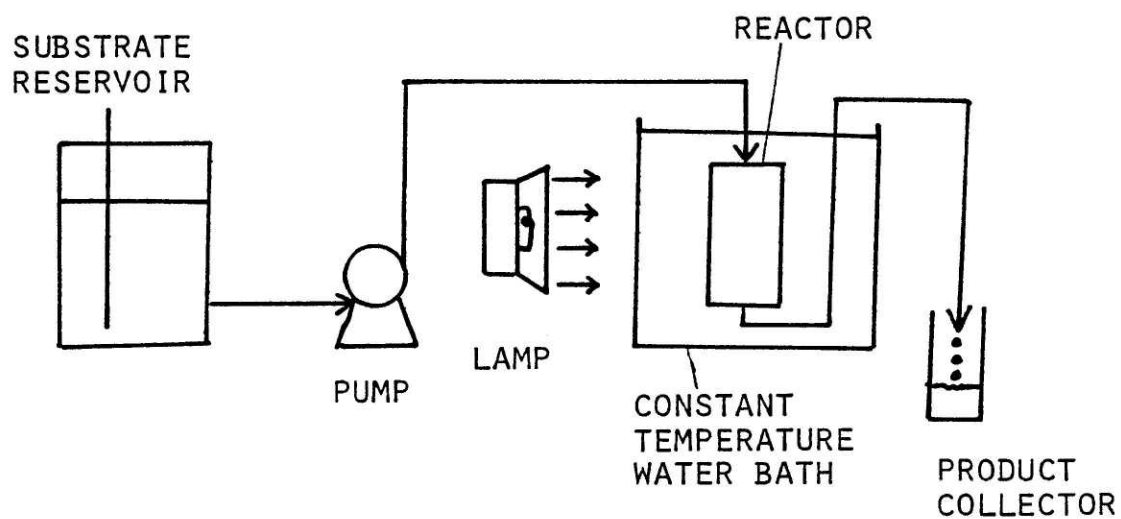 SUBSTRATE
RESERVOIR
REACTOR
LAMP
PUMP
CONSTANT
TEMPERATURE
WATER BATH
PRODUCT
COLLECTOR